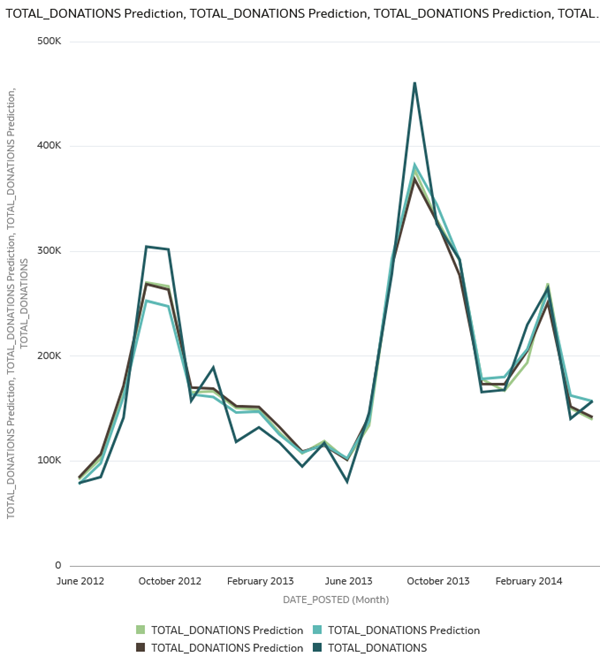 TOTAL_DONATIONS Prediction, TOTAL_DONATIONS Prediction, TOTAL_DONATIONS Prediction, TOTAL...
TOTAL_DONATIONS Prediction, TOTAL_DONATIONS Prediction, TOTAL_DONATIONS Prediction,
TOTAL_DONATIONS
500K
400K
300K
200K
100K
0
June 2012 October 2012 February 2013 June 2013 October 2013 February 2014
DATE_POSTED (Month)
TOTAL_DONATIONS Prediction TOTAL_DONATIONS Prediction
TOTAL_DONATIONS Prediction TOTAL_DONATIONS